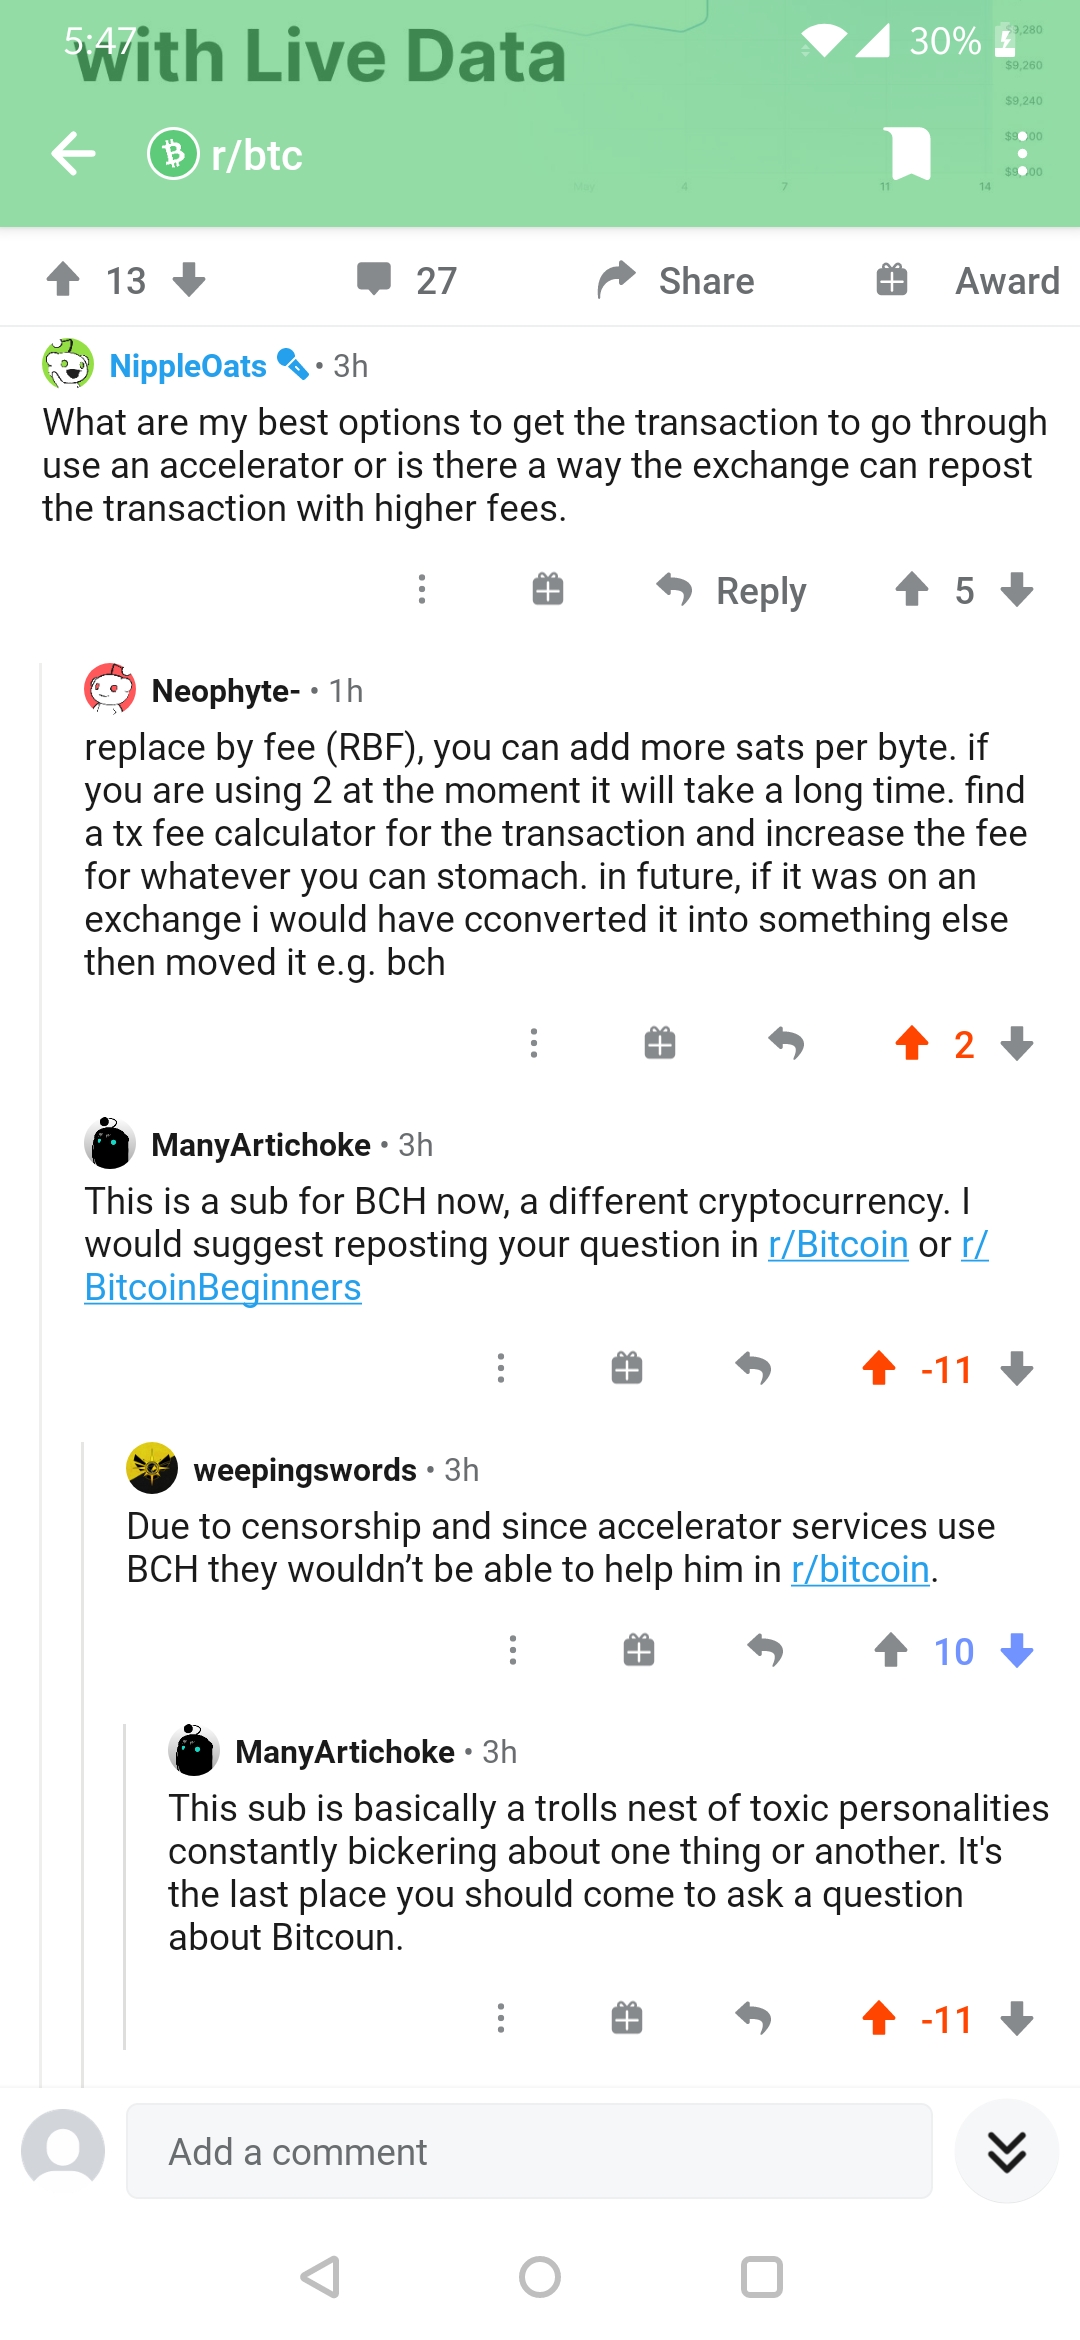 5:47
with Live Data
30%
$9,280
$9,260
$9,240
r/btc
May
4
7
11
14
13
27
Share
Award
NippleOats • 3h
What are my best options to get the transaction to go through
use an accelerator or is there a way the exchange can repost
the transaction with higher fees.
Reply
5
Neophyte- • 1h
replace by fee (RBF), you can add more sats per byte. if
you are using 2 at the moment it will take a long time. find
a tx fee calculator for the transaction and increase the fee
for whatever you can stomach. in future, if it was on an
exchange i would have cconverted it into something else
then moved it e.g. bch
2
ManyArtichoke • 3h
This is a sub for BCH now, a different cryptocurrency. I
would suggest reposting your question in r/Bitcoin or r/
BitcoinBeginners
-11
weepingswords • 3h
Due to censorship and since accelerator services use
BCH they wouldn’t be able to help him in r/bitcoin.
10
ManyArtichoke • 3h
This sub is basically a trolls nest of toxic personalities
constantly bickering about one thing or another. It's
the last place you should come to ask a question
about Bitcoun.
-11
Add a comment